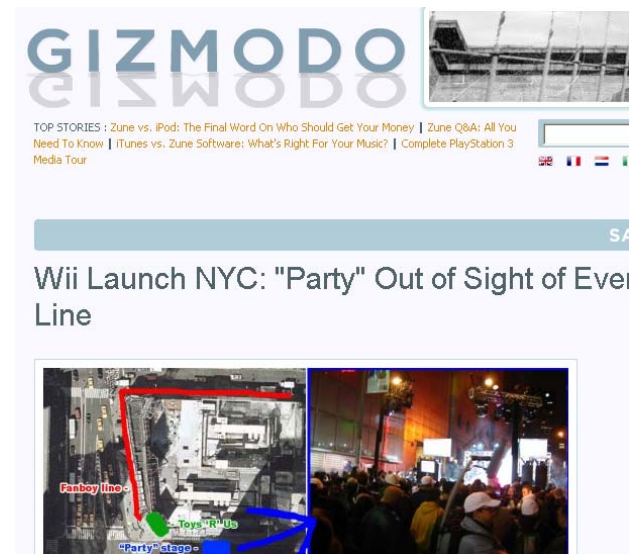 GIZMODO
TOP STORIES : Zune vs. iPod: The Final Word On Who Should Get Your Money | Zune Q&A: All You
Need To Know | iTunes vs. Zune Software: What's Right For Your Music? | Complete PlayStation 3
Media Tour
SA
Wii Launch NYC: "Party" Out of Sight of Ever
Line
Fanboy line -
- Toys 'R' Us
"Party" stage -